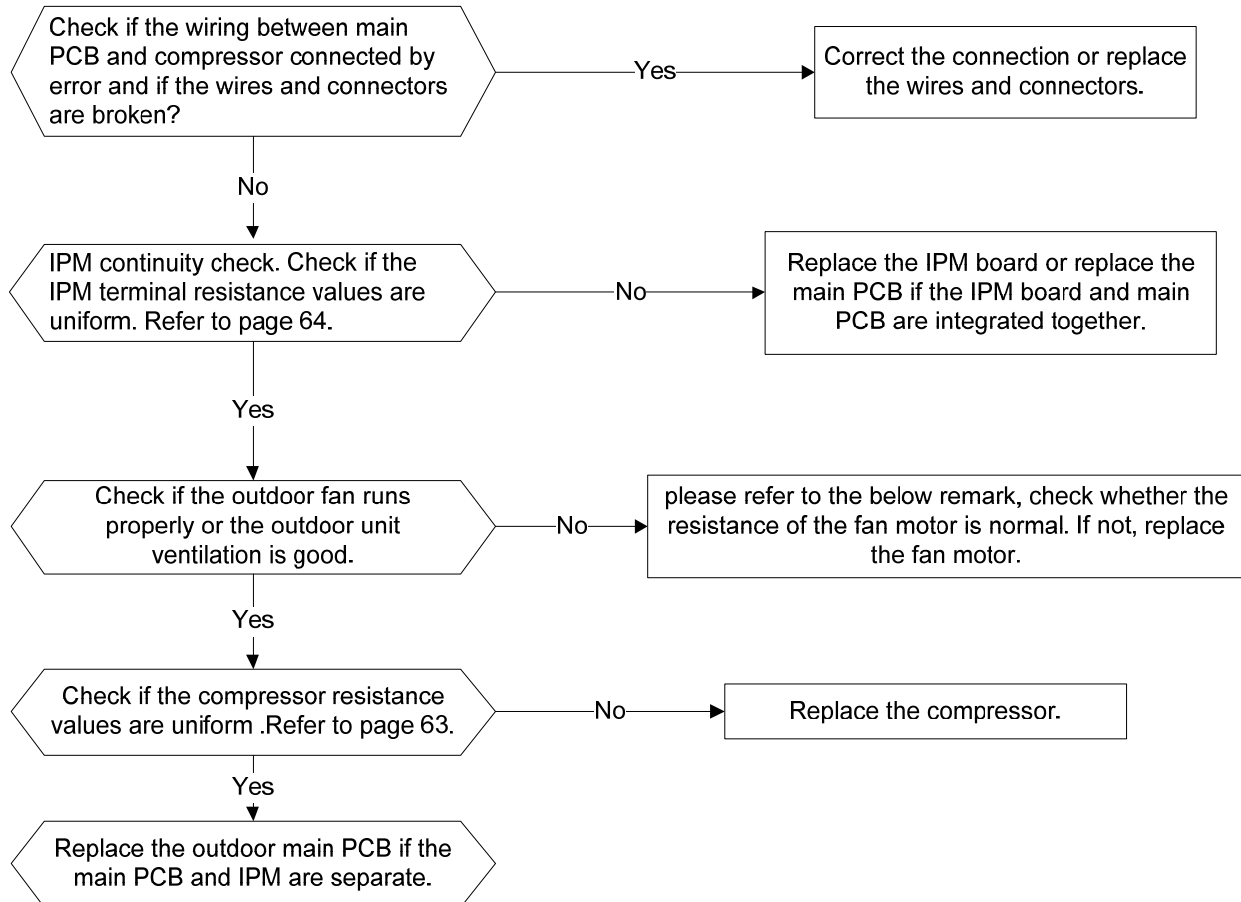 Check if the wiring between main
PCB and compressor connected by
error and if the wires and connectors
are broken?
Yes
Correct the connection or replace
the wires and connectors.
No
IPM continuity check. Check if the
IPM terminal resistance values are
uniform. Refer to page 64.
No
Replace the IPM board or replace the
main PCB if the IPM board and main
PCB are integrated together.
Yes
Check if the outdoor fan runs
properly or the outdoor unit
ventilation is good.
No
please refer to the below remark, check whether the
resistance of the fan motor is normal. If not, replace
the fan motor.
Yes
Check if the compressor resistance
values are uniform .Refer to page 63.
No
Replace the compressor.
Yes
Replace the outdoor main PCB if the
main PCB and IPM are separate.